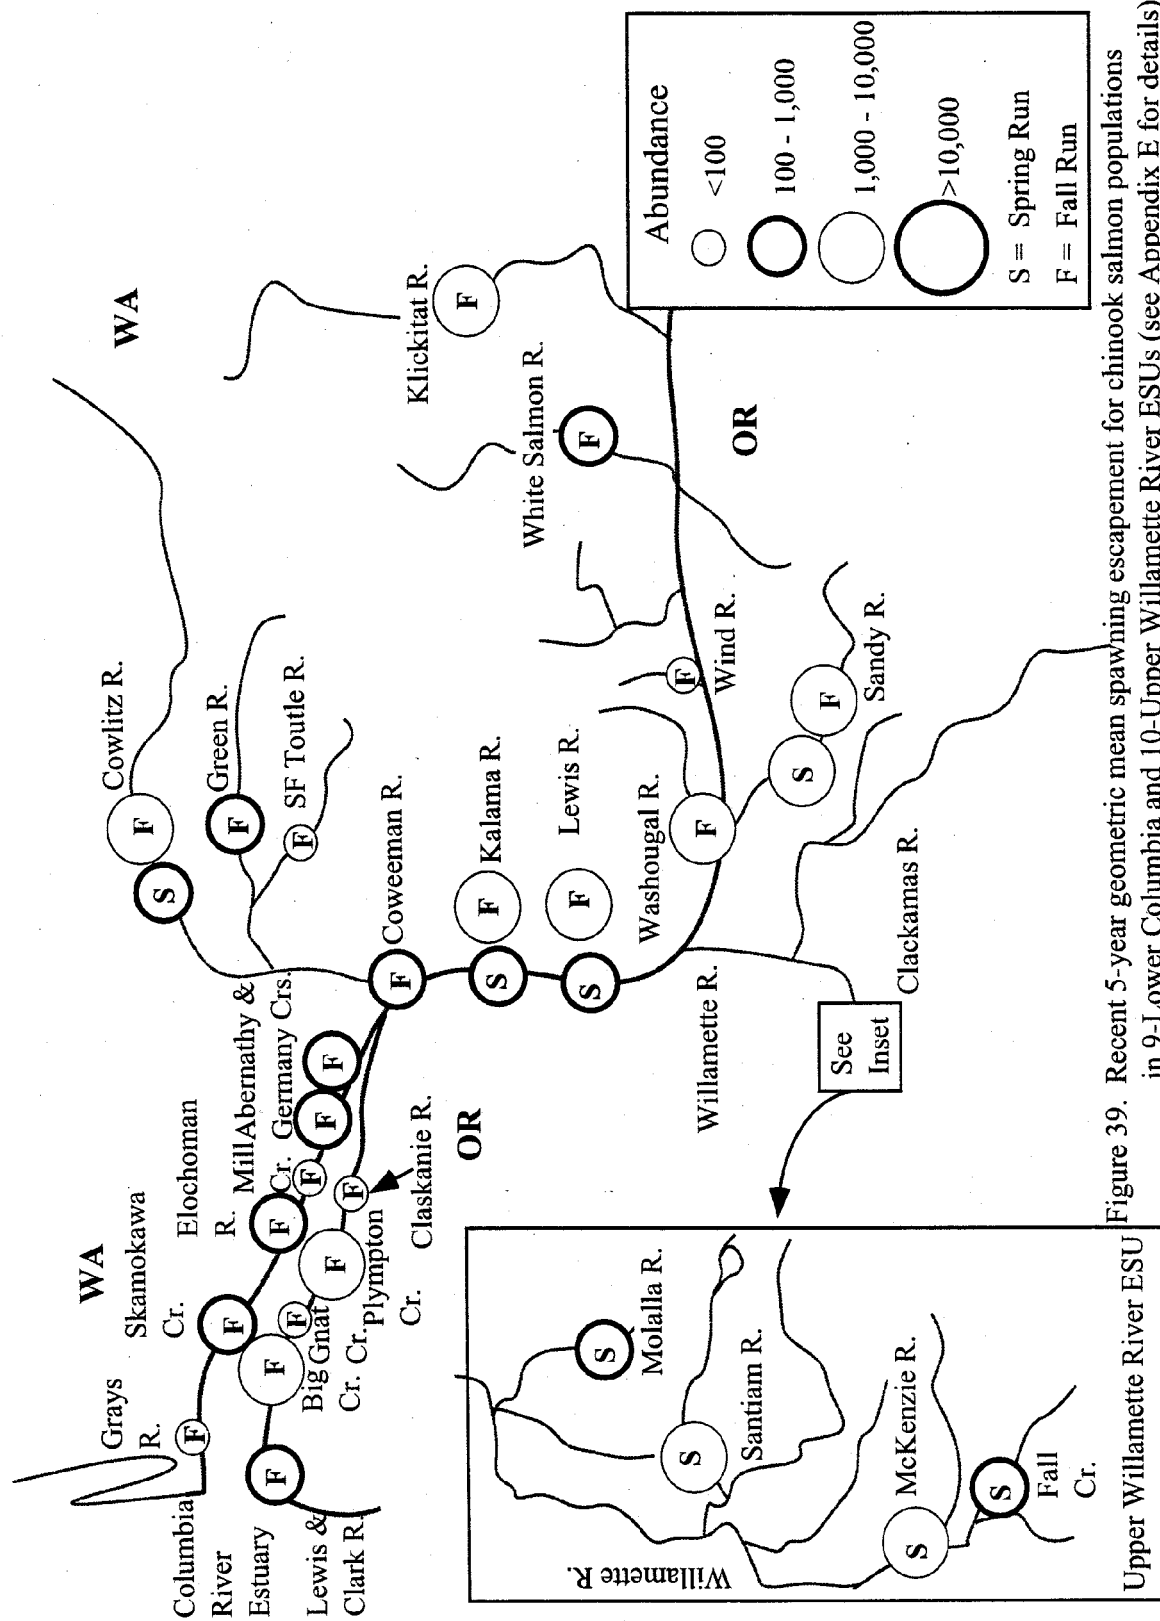 WA
Cowlitz R.
F
S
Green R.
F
SF Toutle R.
F
WA
Grays
R.
F
Skamokawa
Cr.
F
Elochoman
R.
F
Mill
Cr.
F
Abernathy &
Germany Crs.
F
F
Columbia
River
Estuary
Lewis &
Clark R.
F
Big
Cr.
F
Gnat
Cr.
F
Plympton
Cr.
F
Claskanie R.
F
OR
Coweeman R.
F
Kalama R.
F
S
Lewis R.
F
S
Washougal R.
F
Klickitat R.
F
White Salmon R.
F
Wind R.
F
OR
Sandy R.
F
S
Willamette R.
Clackamas R.
See
Inset
Abundance
<100
100 - 1,000
1,000 - 10,000
>10,000
S = Spring Run
F = Fall Run
Molalla R.
S
Santiam R.
S
Willamette R.
McKenzie R.
S
Fall
Cr.
S
Upper Willamette River ESU
Figure 39. Recent 5-year geometric mean spawning escapement for chinook salmon populations
in 9-Lower Columbia and 10-Upper Willamette River ESUs (see Appendix E for details)